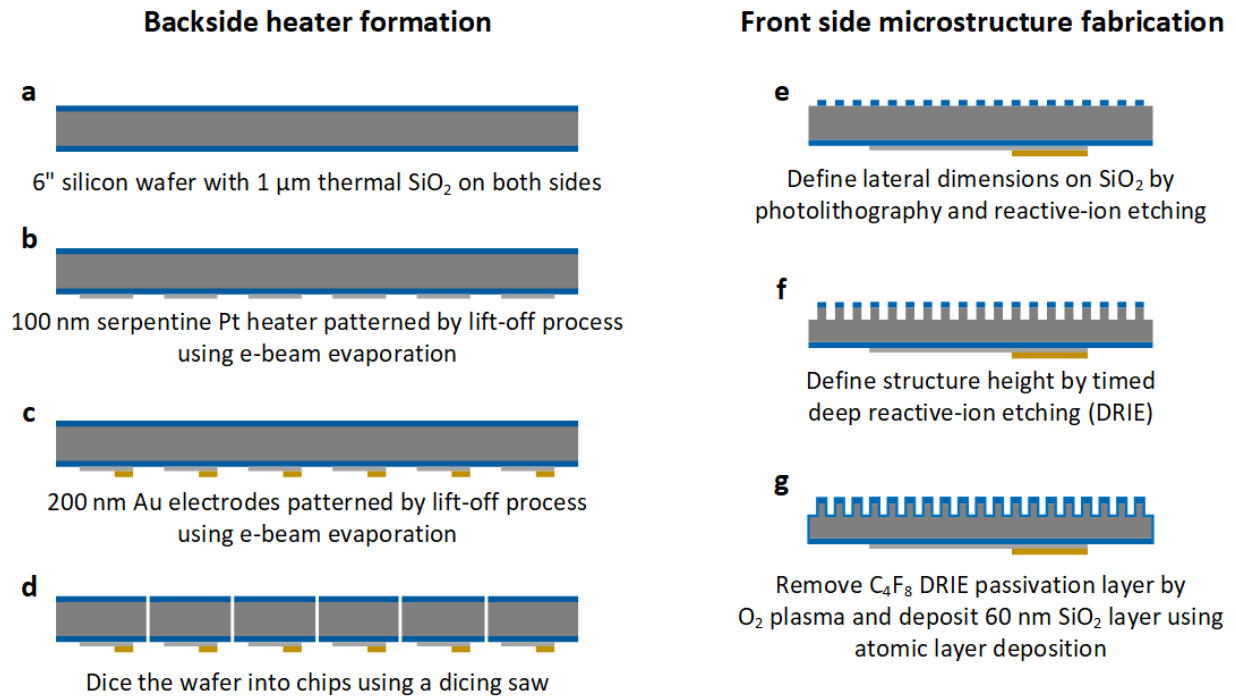 Backside heater formation
a
6" silicon wafer with 1 μm thermal SiO₂ on both sides
b
100 nm serpentine Pt heater patterned by lift-off process
using e-beam evaporation
c
200 nm Au electrodes patterned by lift-off process
using e-beam evaporation
d
Dice the wafer into chips using a dicing saw
Front side microstructure fabrication
e
Define lateral dimensions on SiO₂ by
photolithography and reactive-ion etching
f
Define structure height by timed
deep reactive-ion etching (DRIE)
g
Remove C₄F₈ DRIE passivation layer by
O₂ plasma and deposit 60 nm SiO₂ layer using
atomic layer deposition